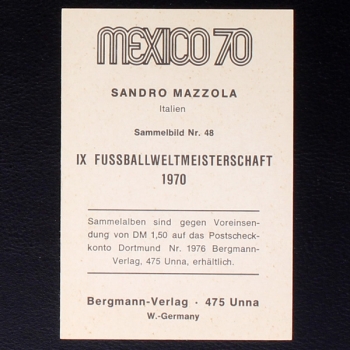 MEXICO 70
SANDRO MAZZOLA
Italien
Sammelbild Nr. 48
IX FUSSBALLWELTMEISTERSCHAFT
1970
Sammelalben sind gegen Voreinsen-
dung von DM 1,50 auf das Postscheck-
konto Dortmund Nr. 1976 Bergmann-
Verlag, 475 Unna, erhältlich.
Bergmann-Verlag · 475 Unna
W.-Germany